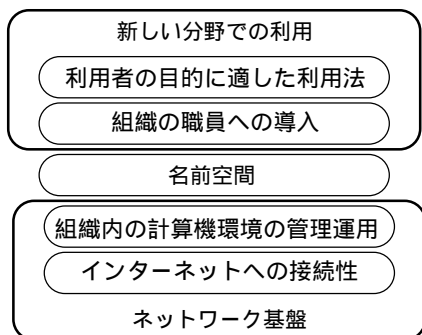 新しい分野での利用
利用者の目的に適した利用法
組織の職員への導入
名前空間
組織内の計算機環境の管理運用
インターネットへの接続性
ネットワーク基盤